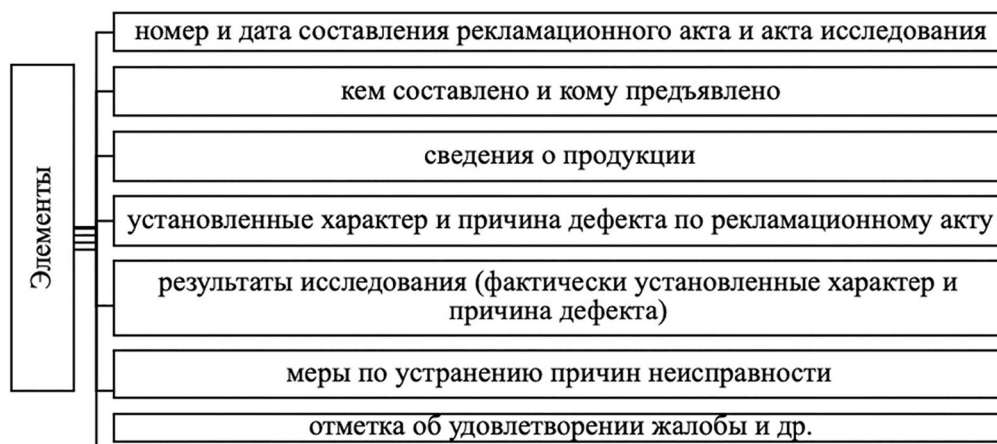 Элементы
номер и дата составления рекламационного акта и акта исследования
кем составлено и кому предъявлено
сведения о продукции
установленные характер и причина дефекта по рекламационному акту
результаты исследования (фактически установленные характер и
причина дефекта)
меры по устранению причин неисправности
отметка об удовлетворении жалобы и др.